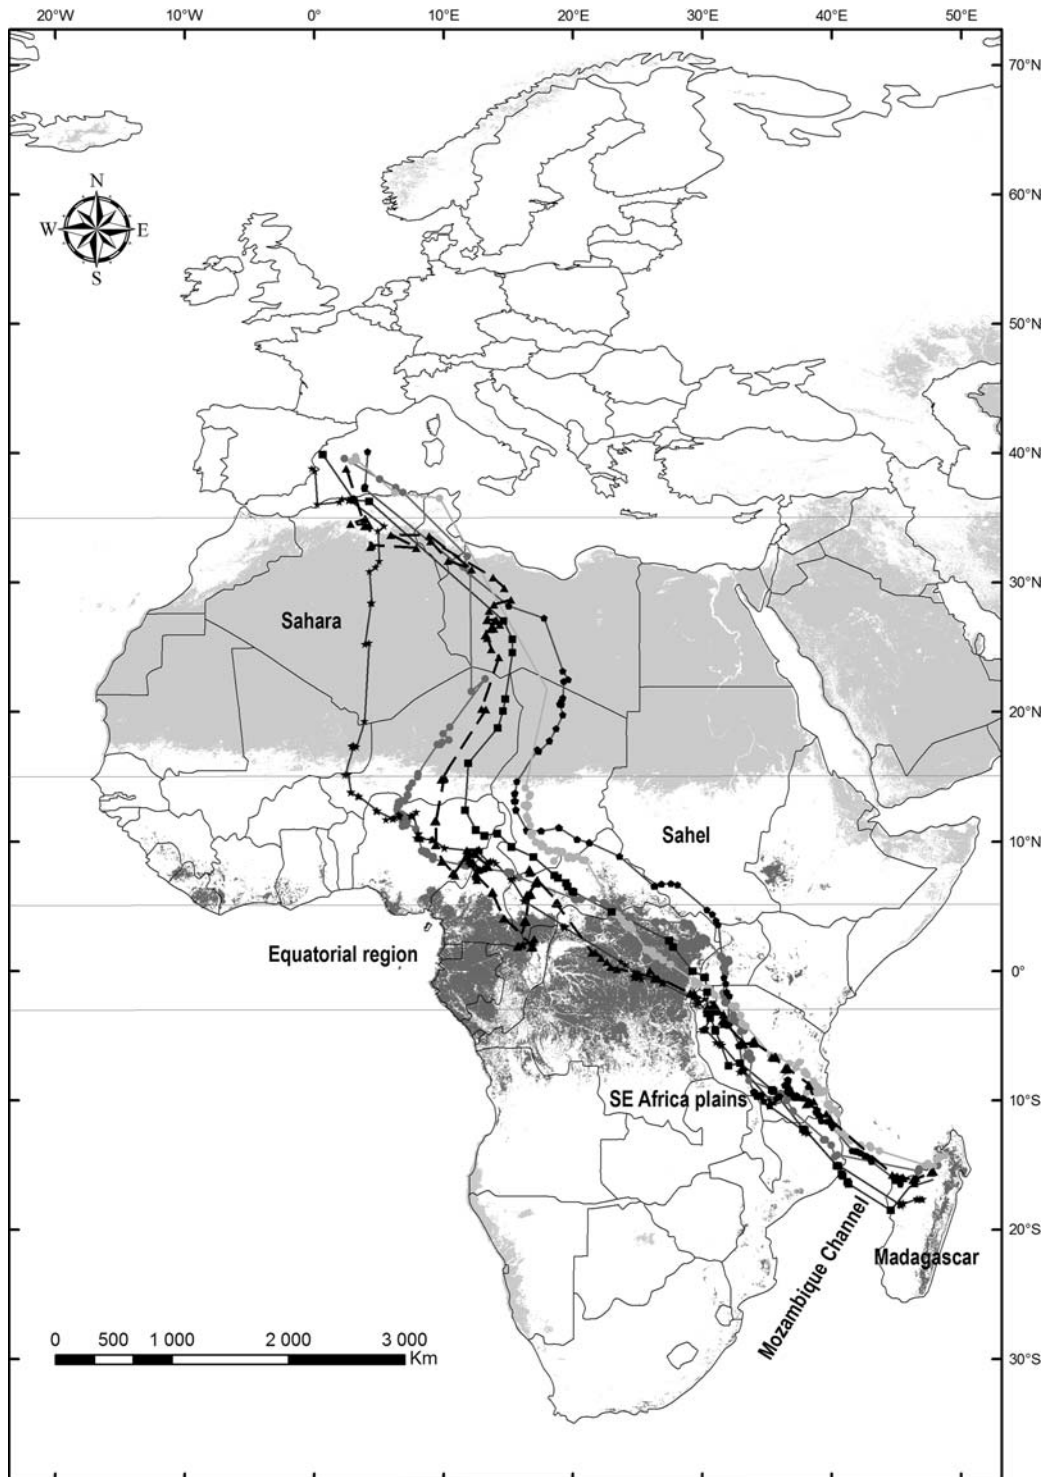 20°W 10°W 0° 10°E 20°E 30°E 40°E 50°E
70°N
60°N
N
W E
S
50°N
40°N
30°N
Sahara
20°N
Sahel
10°N
Equatorial region
0°
SE Africa plains
10°S
Mozambique Channel
20°S
Madagascar
0 500 1 000 2 000 3 000
Km
30°S